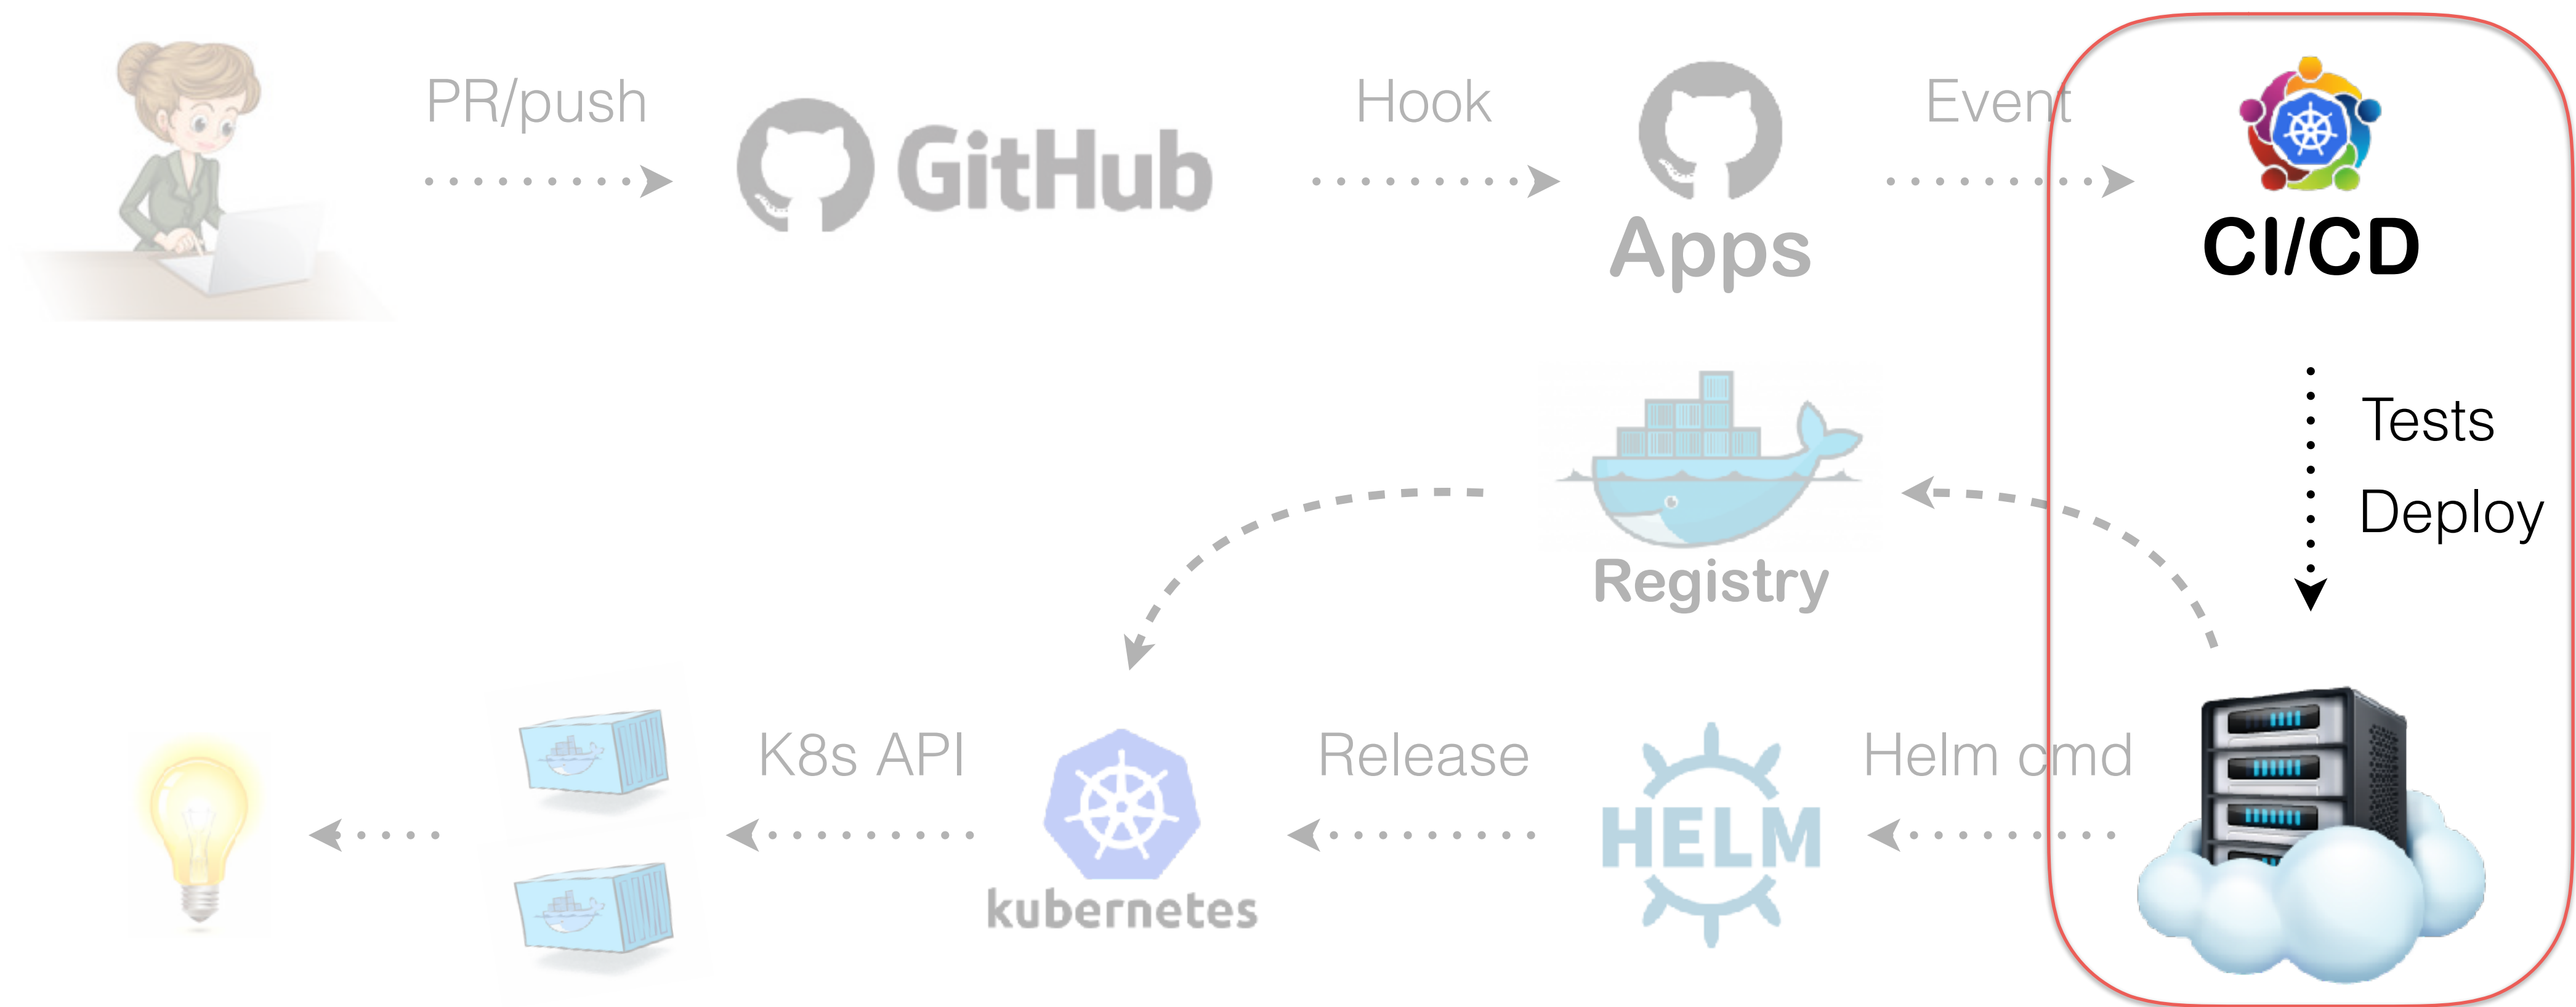 PR/push
GitHub
Hook
Apps
Event
CI/CD
Tests
Deploy
Registry
K8s API
kubernetes
Release
HELM
Helm cmd